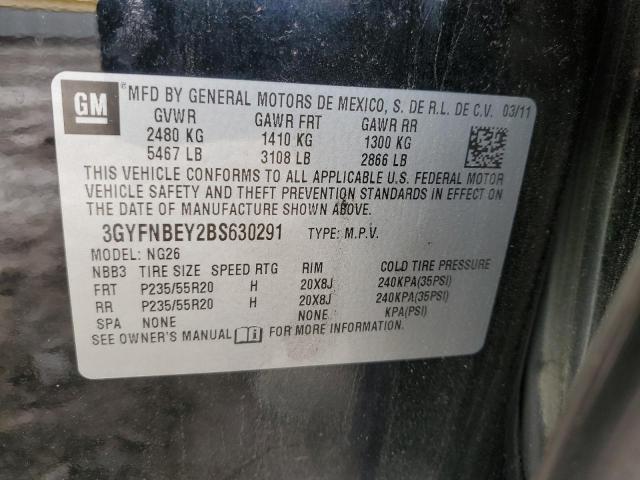 GM
® MFD BY GENERAL MOTORS DE MEXICO, S. DE R.L. DE C.V. 03/11
GVWR GAWR FRT GAWR RR
2480 KG 1410 KG 1300 KG
5467 LB 3108 LB 2866 LB
THIS VEHICLE CONFORMS TO ALL APPLICABLE U.S. FEDERAL MOTOR
VEHICLE SAFETY AND THEFT PREVENTION STANDARDS IN EFFECT ON
THE DATE OF MANUFACTURE SHOWN ABOVE.
3GYFNBEY2BS630291 TYPE: M.P.V.
MODEL: NG26
NBB3 TIRE SIZE SPEED RTG RIM COLD TIRE PRESSURE
FRT P235/55R20 H 20X8J 240KPA(35PSI)
RR P235/55R20 H 20X8J 240KPA(35PSI)
SPA NONE NONE KPA(PSI)
SEE OWNER'S MANUAL FOR MORE INFORMATION.